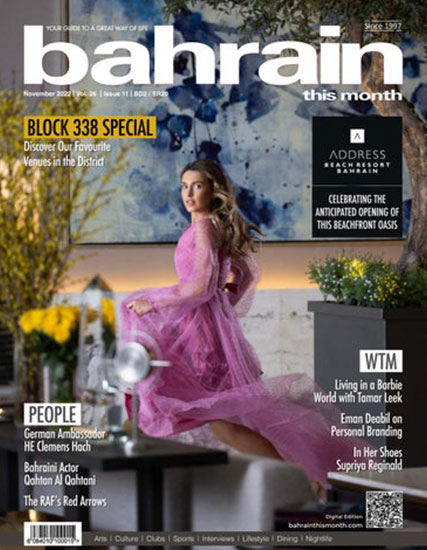 YOUR GUIDE TO A GREAT WAY OF LIFE
Since 1997
bahrain
this month
November 2022 | Vol. 26 | Issue 11 | BD2 / SR20
BLOCK 338 SPECIAL
Discover Our Favourite
Venues in the District
A
ADDRESS
BEACH RESORT
BAHRAIN
CELEBRATING THE
ANTICIPATED OPENING OF
THIS BEACHFRONT OASIS
WTM
Living in a Barbie
World with Tamar Leek
Eman Deabil on
Personal Branding
In Her Shoes
Supriya Reginald
PEOPLE
German Ambassador
HE Clemens Hach
Bahraini Actor
Qahtan Al Qahtani
The RAF's Red Arrows
Digital Edition
bahrainthismonth.com
6"084010"100015">
Arts | Culture | Clubs | Sports | Interviews | Lifestyle | Dining | Nightlife